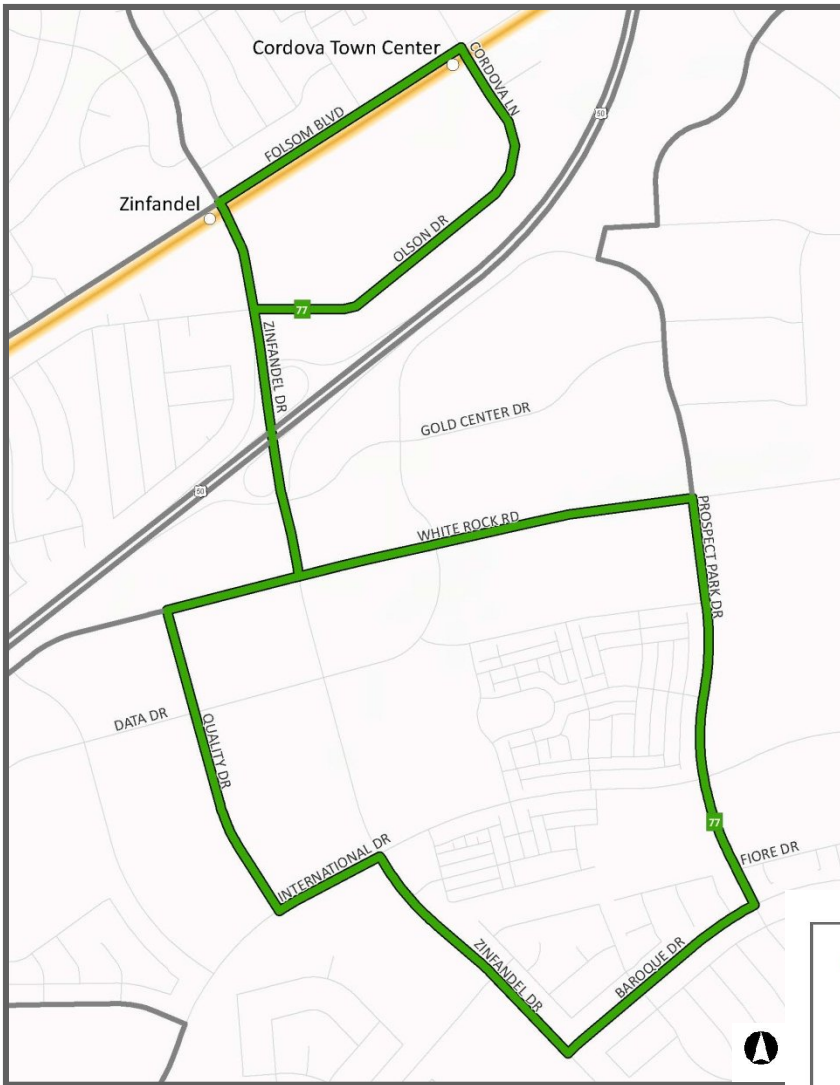 Cordova Town Center
CORDOVA LN
50
FOLSOM BLVD
Zinfandel
OLSON DR
77
ZINFANDEL DR
GOLD CENTER DR
50
WHITE ROCK RD
PROSPECT PARK DR
DATA DR
QUALITY DR
77
INTERNATIONAL DR
FIORE DR
ZINFANDEL DR
BAROQUE DR